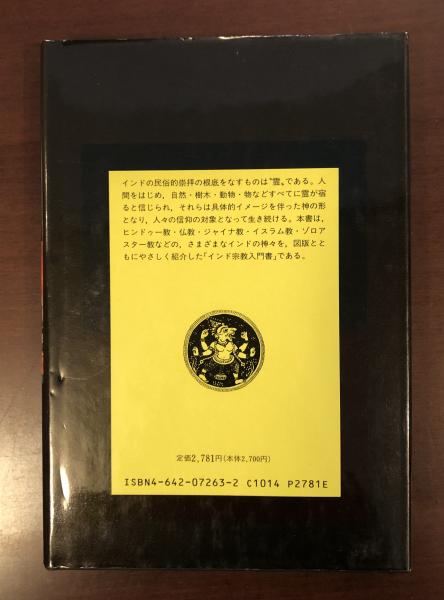 インドの民俗的崇拝の根底をなすものは“霊”である。人
間をはじめ，自然・樹木・動物・物などすべてに霊が宿
ると信じられ，それらは具体的イメージを伴った神の形
となり，人々の信仰の対象となって生き続ける。本書は，
ヒンドゥー教・仏教・ジャイナ教・イスラム教・ゾロア
スター教などの，さまざまなインドの神々を，図版とと
もにやさしく紹介した「インド宗教入門書」である。
定価2,781円(本体2,700円)
ISBN4-642-07263-2 C1014 P2781E